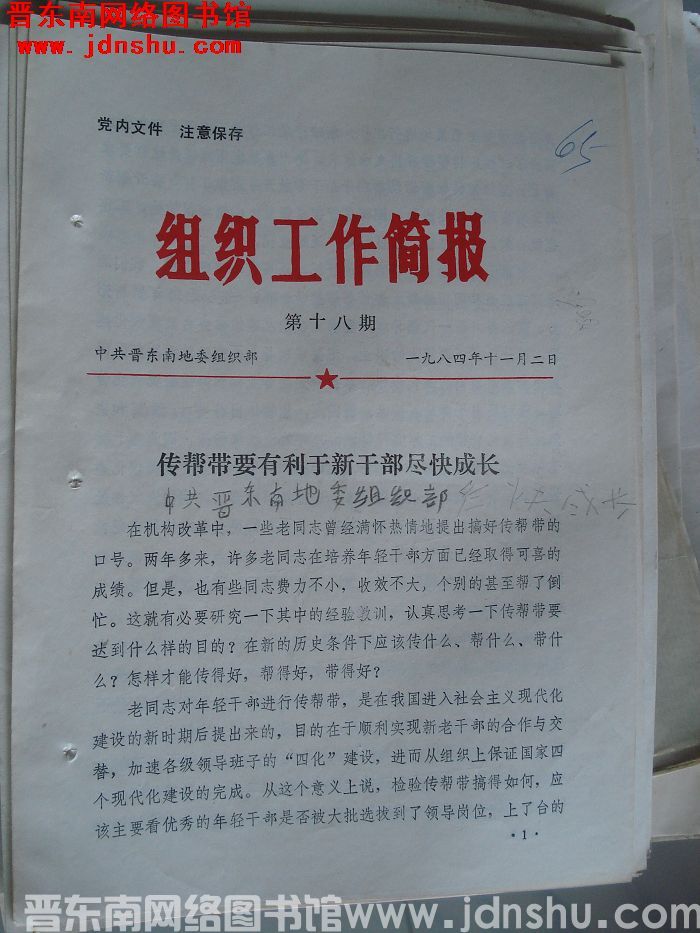 晋东南网络图书馆
www.jdnshu.com
党内文件 注意保存
65
组织工作简报
第十八期
中共晋东南地委组织部 一九八四年十一月二日
传帮带要有利于新干部尽快成长
中共晋东南地委组织部
在机构改革中，一些老同志曾经满怀热情地提出搞好传帮带的
口号。两年多来，许多老同志在培养年轻干部方面已经取得可喜的
成绩。但是，也有些同志费力不小，收效不大，个别的甚至帮了倒
忙。这就有必要研究一下其中的经验教训，认真思考一下传帮带要
达到什么样的目的？在新的历史条件下应该传什么、帮什么、带什
么？怎样才能传得好，帮得好，带得好？
老同志对年轻干部进行传帮带，是在我国进入社会主义现代化
建设的新时期后提出来的，目的在于顺利实现新老干部的合作与交
替，加速各级领导班子的“四化”建设，进而从组织上保证国家四
个现代化建设的完成。从这个意义上说，检验传帮带搞得如何，应
该主要看优秀的年轻干部是否被大批选拔到了领导岗位，上了台的
·1·
晋东南网络图书馆 www.jdnshu.com